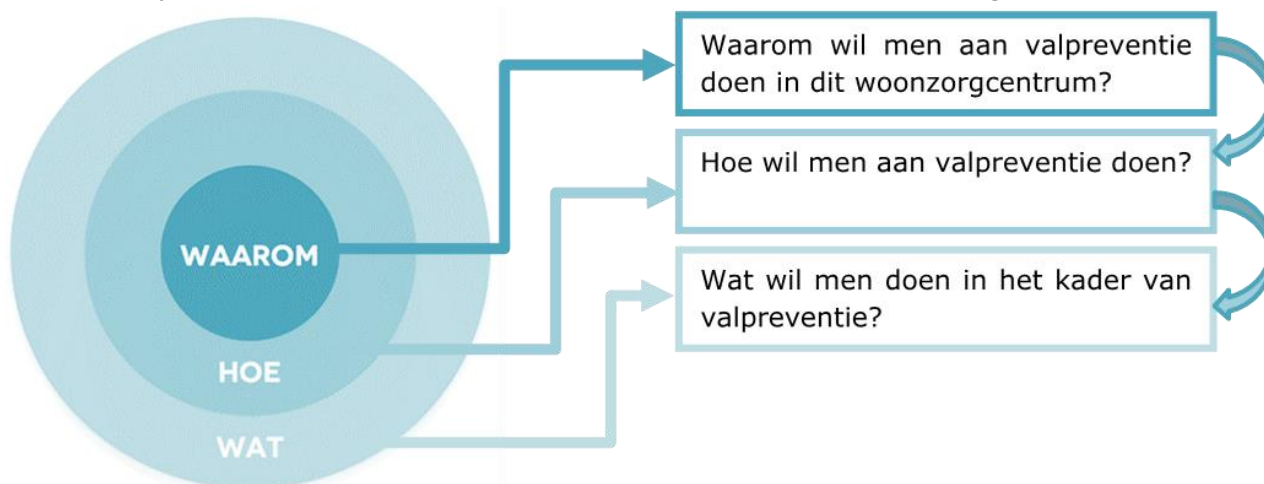 Waarom wil men aan valpreventie
doen in dit woonzorgcentrum?
Hoe wil men aan valpreventie doen?
WAAROM
Wat wil men doen in het kader van
valpreventie?
HOE
WAT